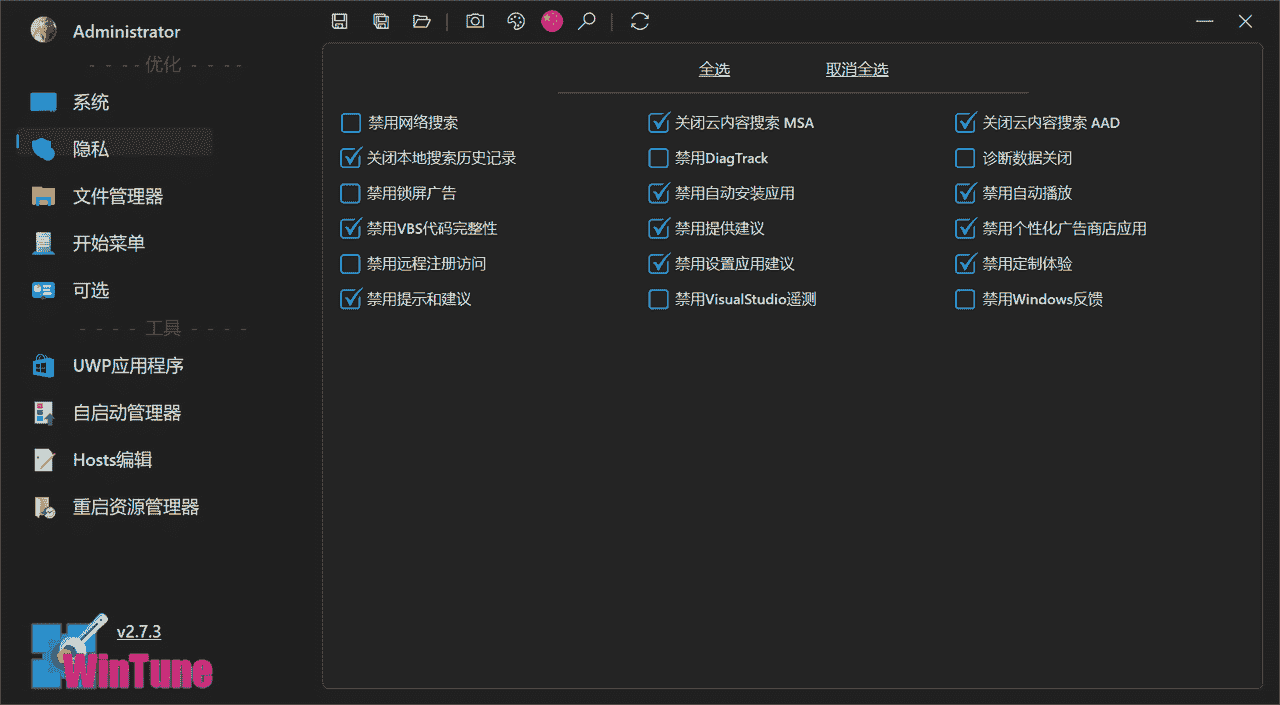 Administrator
- - - - 优化 - - - -
系统
隐私
文件管理器
开始菜单
可选
- - - - 工具 - - - -
UWP应用程序
自启动管理器
Hosts编辑
重启资源管理器
v2.7.3
WinTune
全选 取消全选
禁用网络搜索 关闭云内容搜索 MSA 关闭云内容搜索 AAD
关闭本地搜索历史记录 禁用DiagTrack 诊断数据关闭
禁用锁屏广告 禁用自动安装应用 禁用自动播放
禁用VBS代码完整性 禁用提供建议 禁用个性化广告商店应用
禁用远程注册访问 禁用设置应用建议 禁用定制体验
禁用提示和建议 禁用VisualStudio遥测 禁用Windows反馈